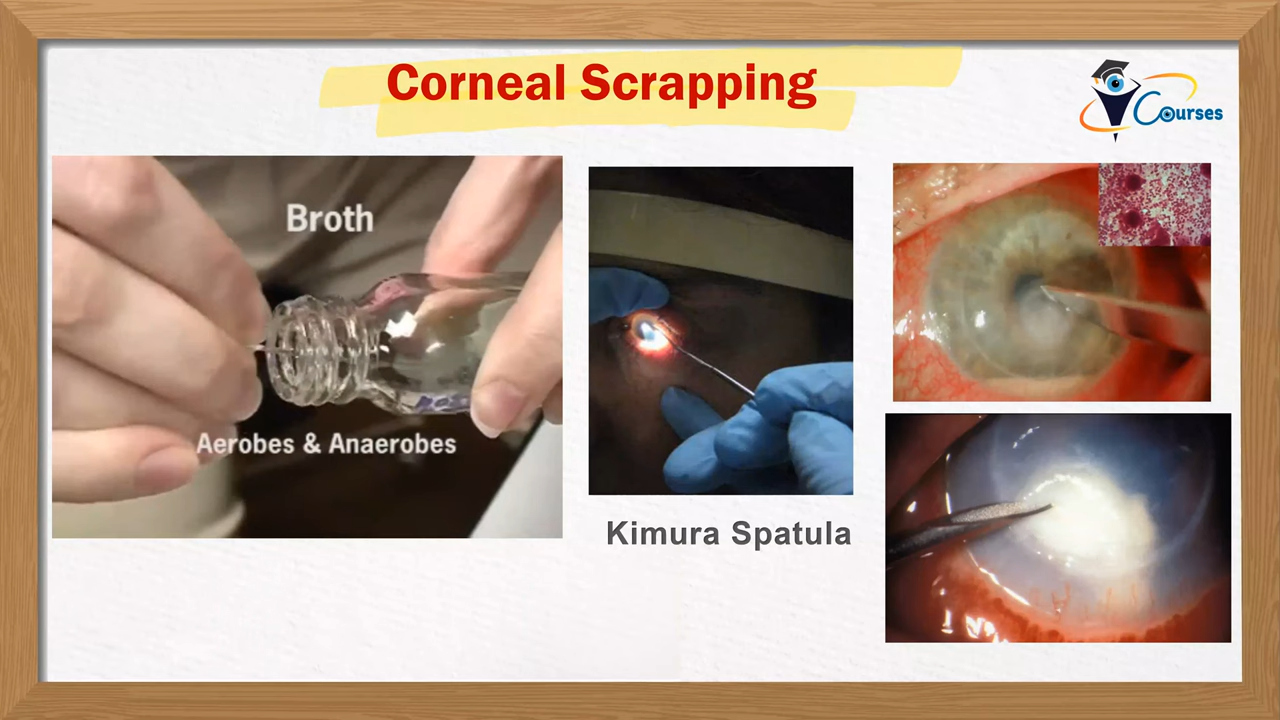 Corneal Scrapping
Courses
Broth
Aerobes & Anaerobes
Kimura Spatula